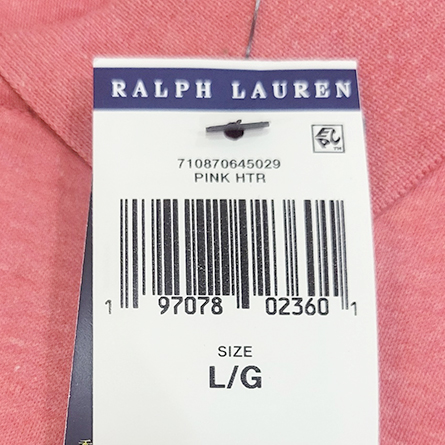 RALPH LAUREN
710870645029
PINK HTR
1 97078 02360 1
SIZE
L/G